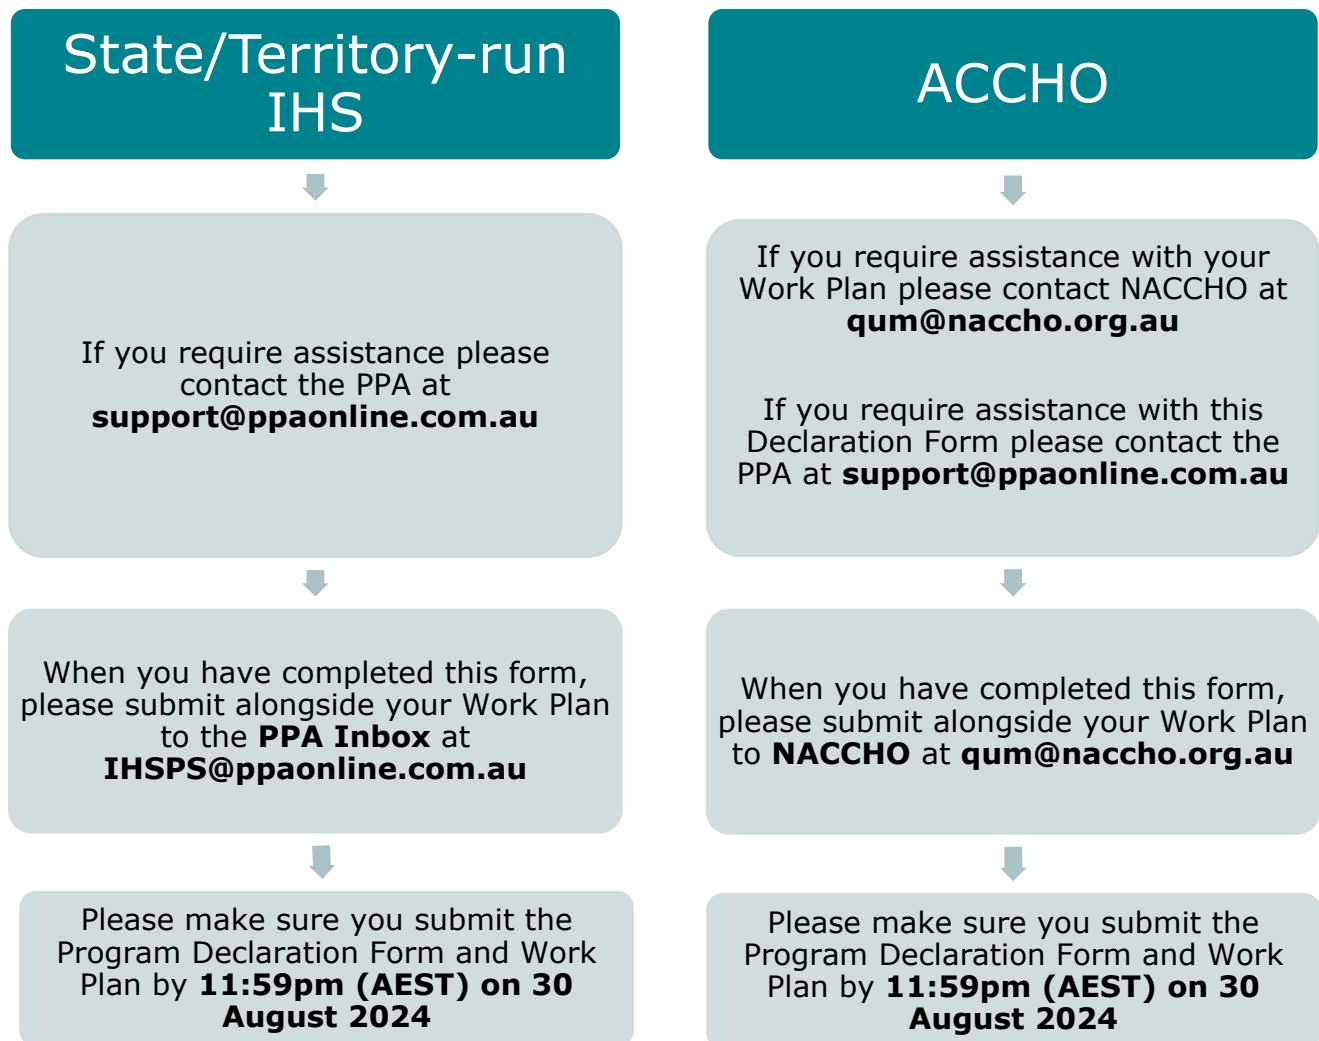 State/Territory-run
IHS
If you require assistance please
contact the PPA at
support@ppaonline.com.au
When you have completed this form,
please submit alongside your Work Plan
to the PPA Inbox at
IHSPS@ppaonline.com.au
Please make sure you submit the
Program Declaration Form and Work
Plan by 11:59pm (AEST) on 30
August 2024
ACCHO
If you require assistance with your
Work Plan please contact NACCHO at
qum@naccho.org.au
If you require assistance with this
Declaration Form please contact the
PPA at support@ppaonline.com.au
When you have completed this form,
please submit alongside your Work Plan
to NACCHO at qum@naccho.org.au
Please make sure you submit the
Program Declaration Form and Work
Plan by 11:59pm (AEST) on 30
August 2024